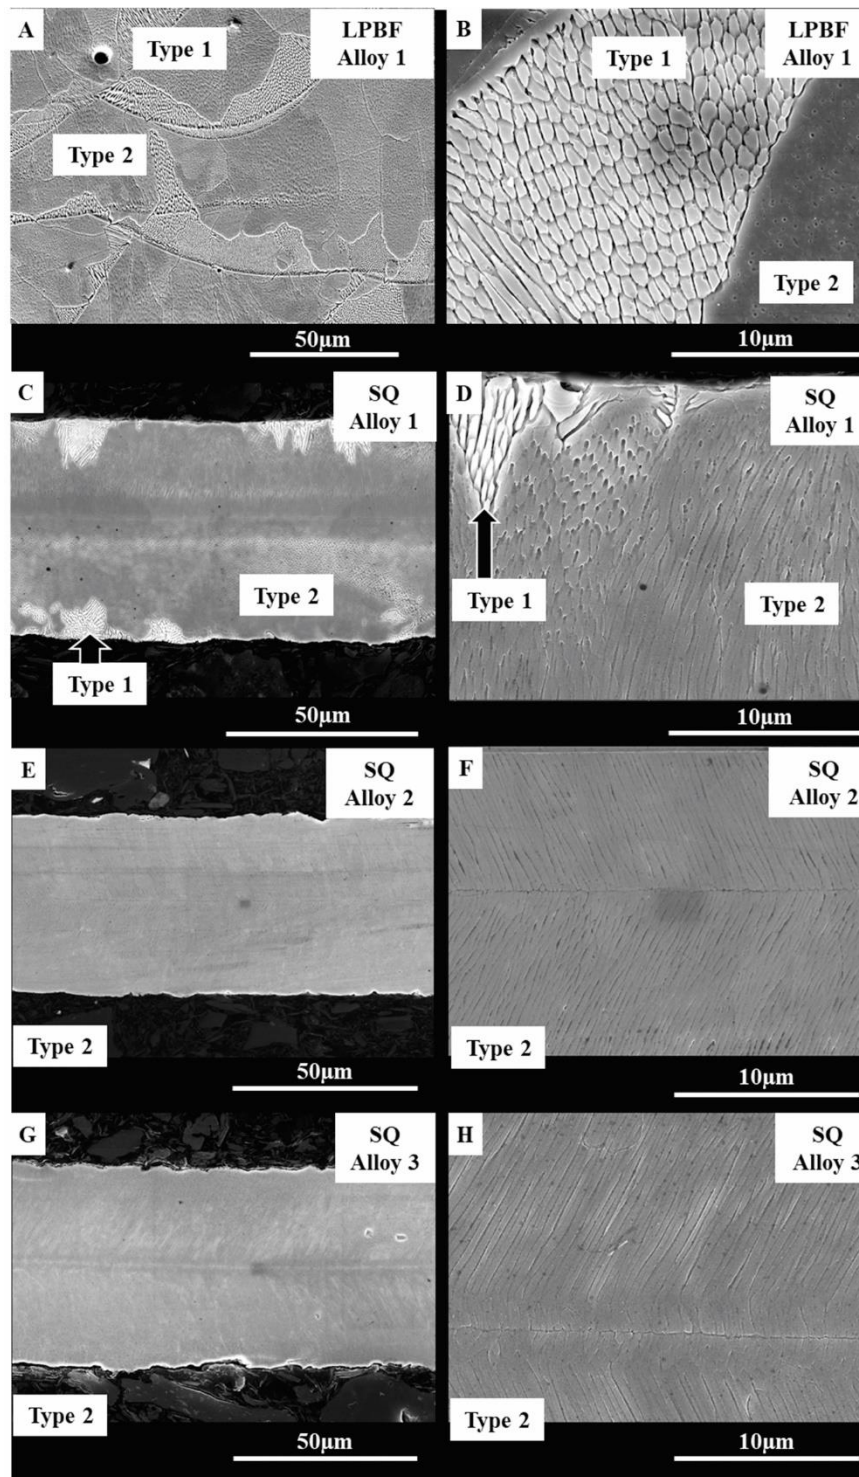 A
Type 1
LPBF
Alloy 1
Type 2
50μm
B
Type 1
LPBF
Alloy 1
Type 2
10μm
C
SQ
Alloy 1
Type 2
Type 1
50μm
D
SQ
Alloy 1
Type 1
Type 2
10μm
E
SQ
Alloy 2
Type 2
50μm
F
SQ
Alloy 2
Type 2
10μm
G
SQ
Alloy 3
Type 2
50μm
H
SQ
Alloy 3
Type 2
10μm